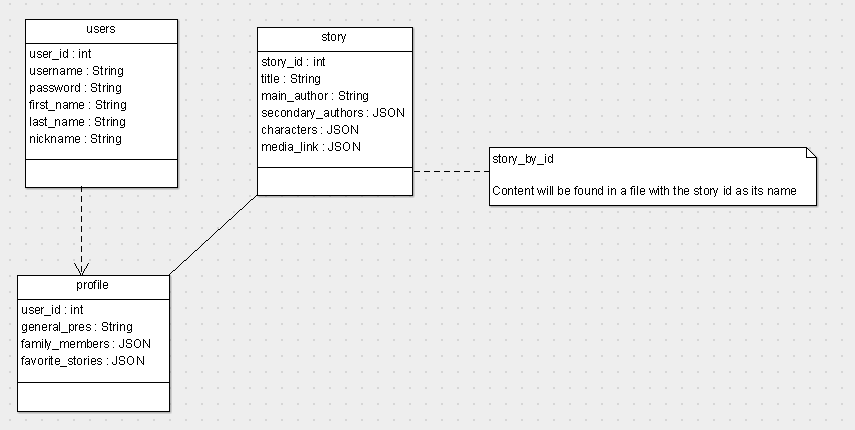 users
user_id : int
username : String
password : String
first_name : String
last_name : String
nickname : String
story
story_id : int
title : String
main_author : String
secondary_authors : JSON
characters : JSON
media_link : JSON
story_by_id
Content will be found in a file with the story id as its name
profile
user_id : int
general_pres : String
family_members : JSON
favorite_stories : JSON